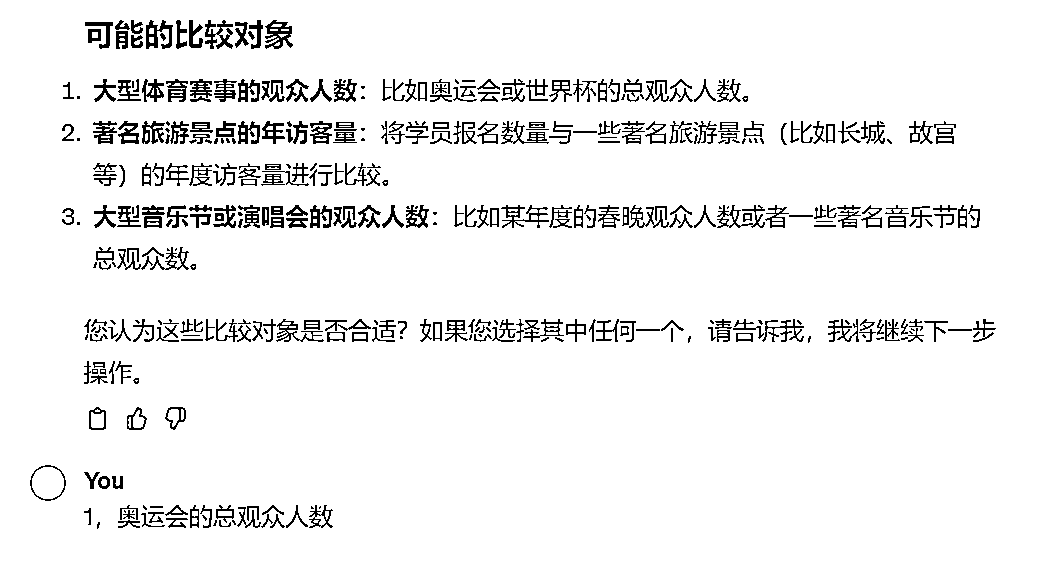 可能的比较对象
1. 大型体育赛事的观众人数：比如奥运会或世界杯的总观众人数。
2. 著名旅游景点的年访客量：将学员报名数量与一些著名旅游景点（比如长城、故宫
等）的年度访客量进行比较。
3. 大型音乐节或演唱会的观众人数：比如某年度的春晚观众人数或者一些著名音乐节的
总观众数。
您认为这些比较对象是否合适？如果您选择其中任何一个，请告诉我，我将继续下一步
操作。
You
1，奥运会的总观众人数